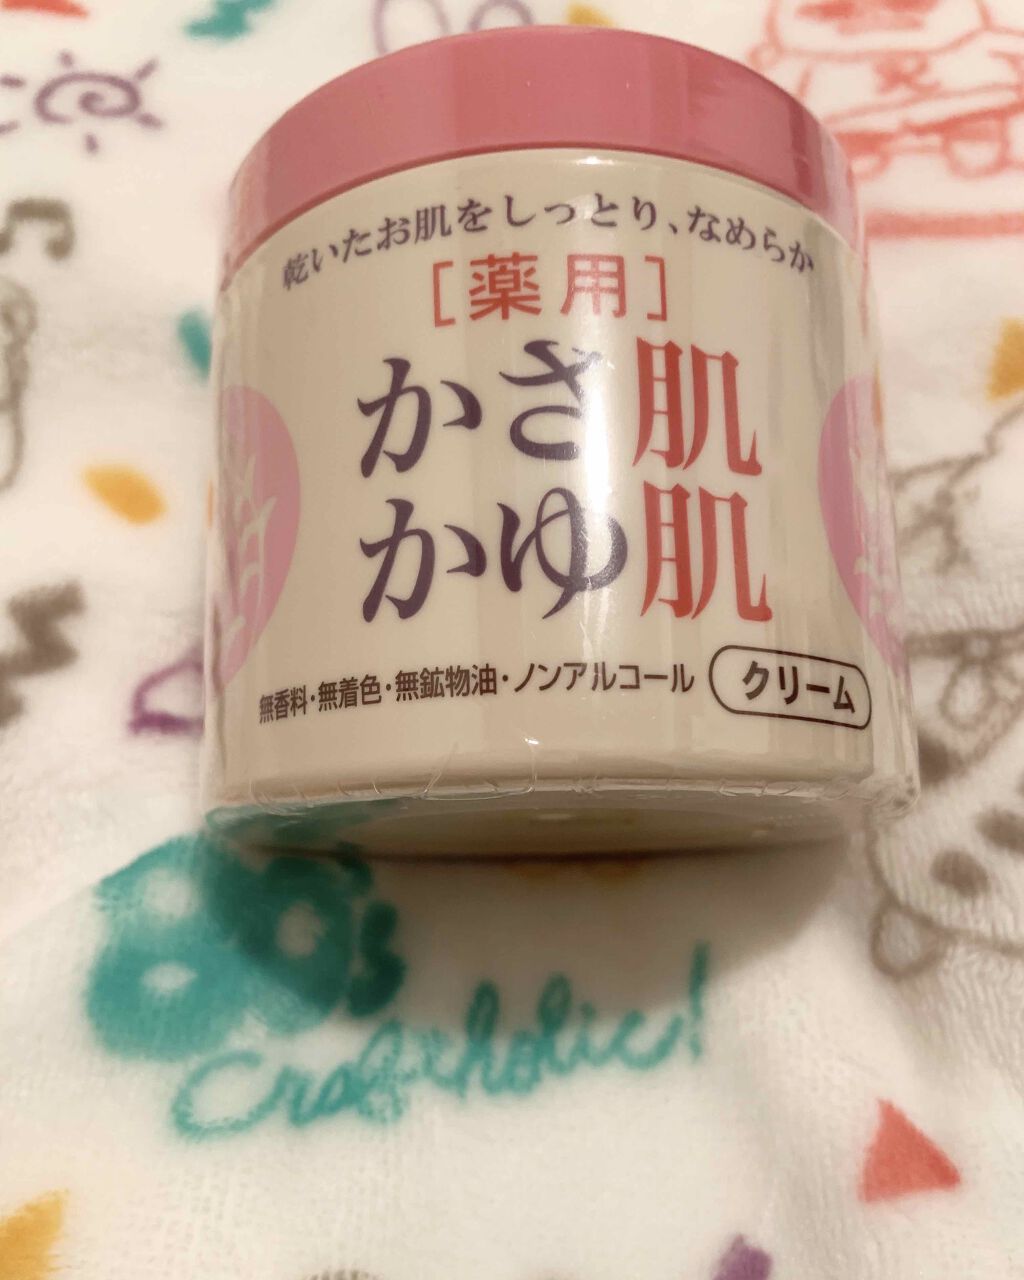 乾いたお肌をしっとり、なめらか
[薬用]
かさ肌
かゆ肌
無香料・無着色・無鉱物油・ノンアルコール
クリーム
Craftholic!